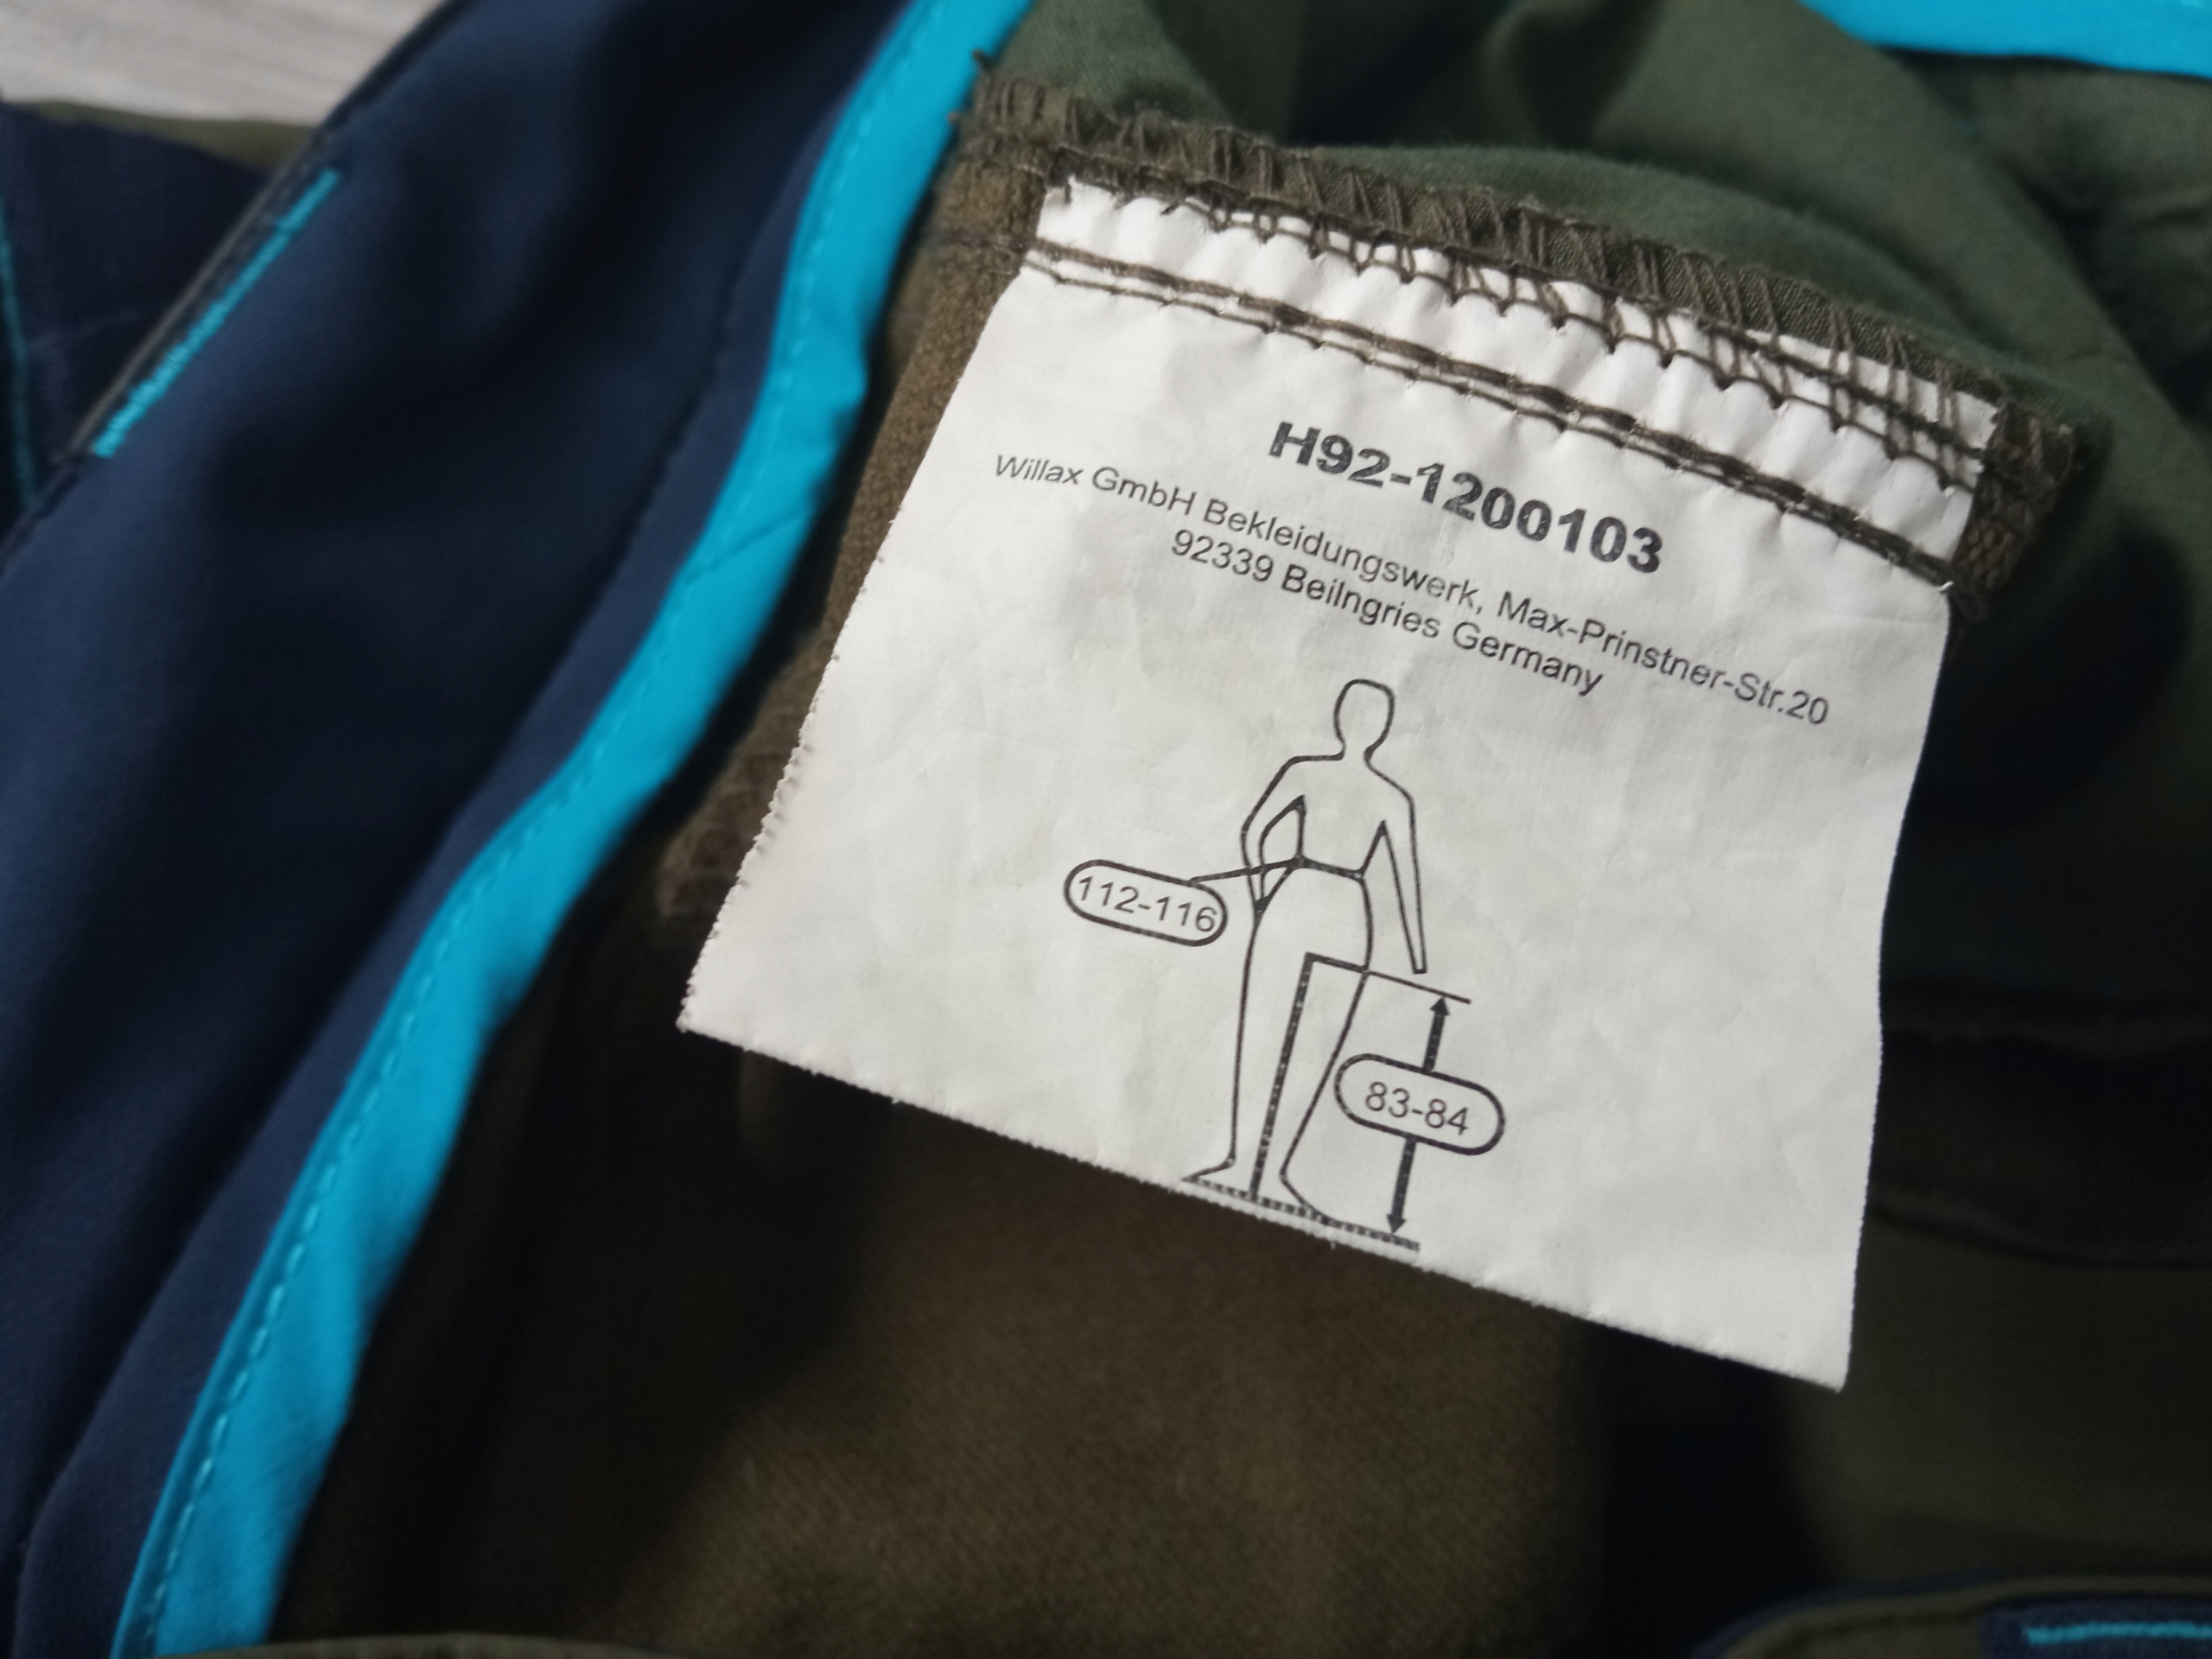 H92-1200103
Willax GmbH Bekleidungswerk, Max-Prinstner-Str.20
92339 Beilngries Germany
112-116
83-84